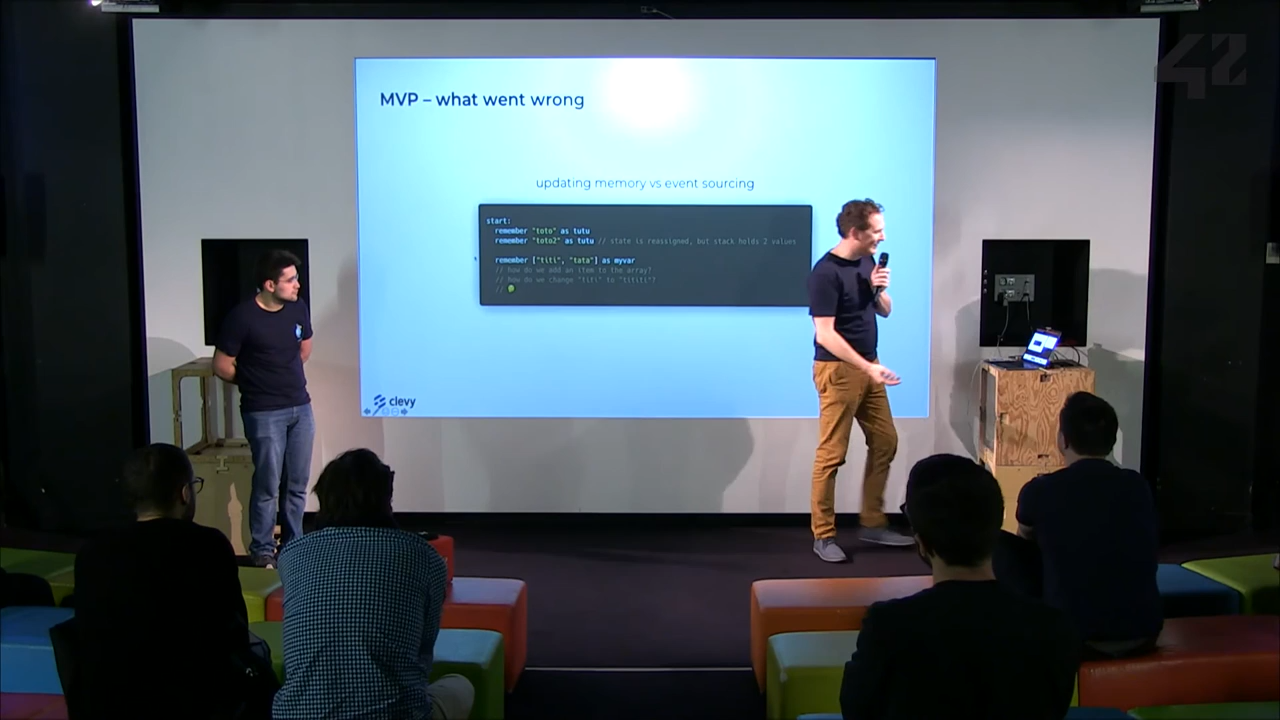 42
MVP – what went wrong
updating memory vs event sourcing
start:
remember "toto" as tutu
remember "toto2" as tutu // state is reassigned, but stack holds 2 values
remember ["titi", "tata"] as myvar
// how do we add an item to the array?
// how do we change "titi" to "tititi"?
//
clevy